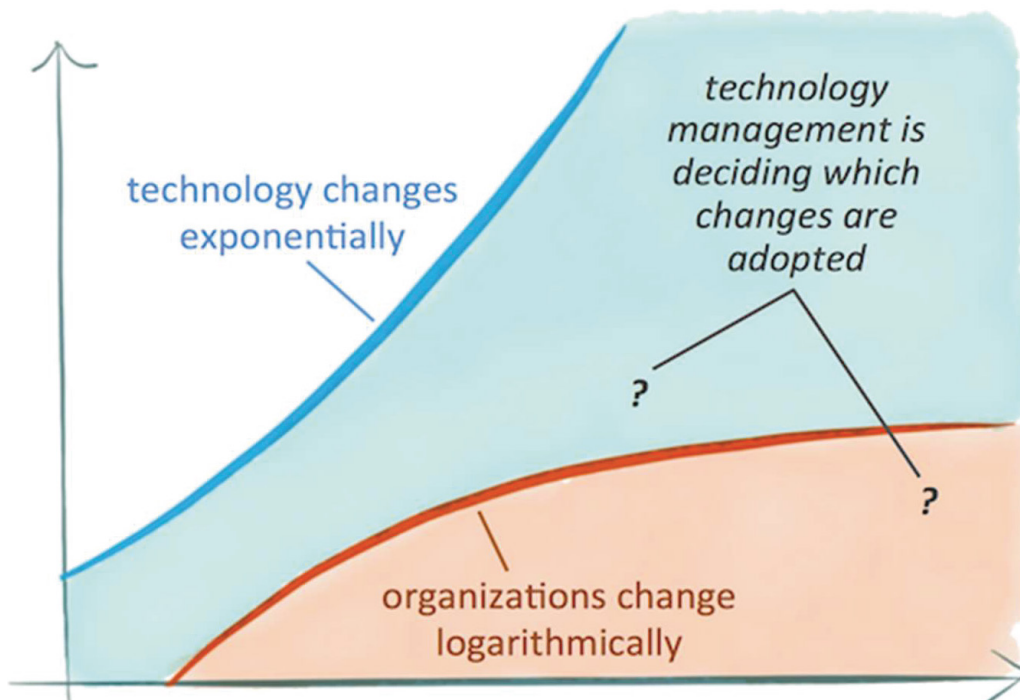 technology
management is
deciding which
changes are
adopted
technology changes
exponentially
?
?
organizations change
logarithmically